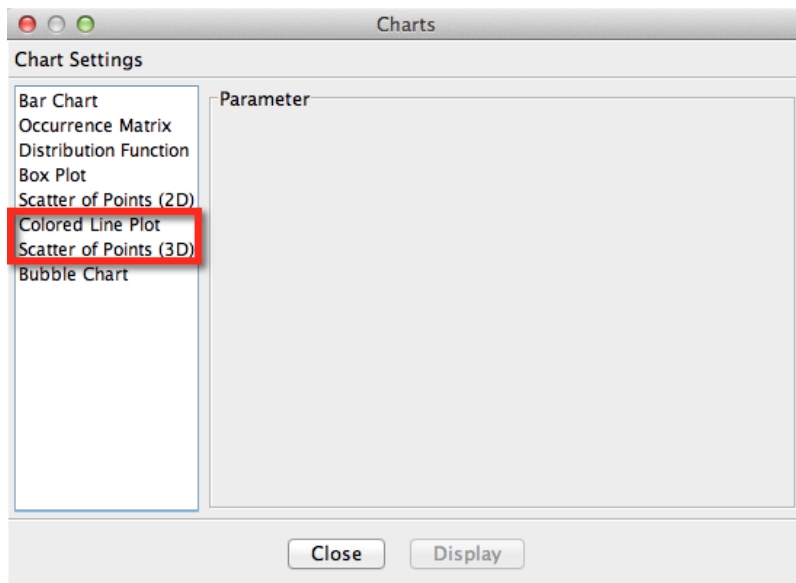 Charts
Chart Settings
Bar Chart
Occurrence Matrix
Distribution Function
Box Plot
Scatter of Points (2D)
Colored Line Plot
Scatter of Points (3D)
Bubble Chart
Parameter
Close
Display